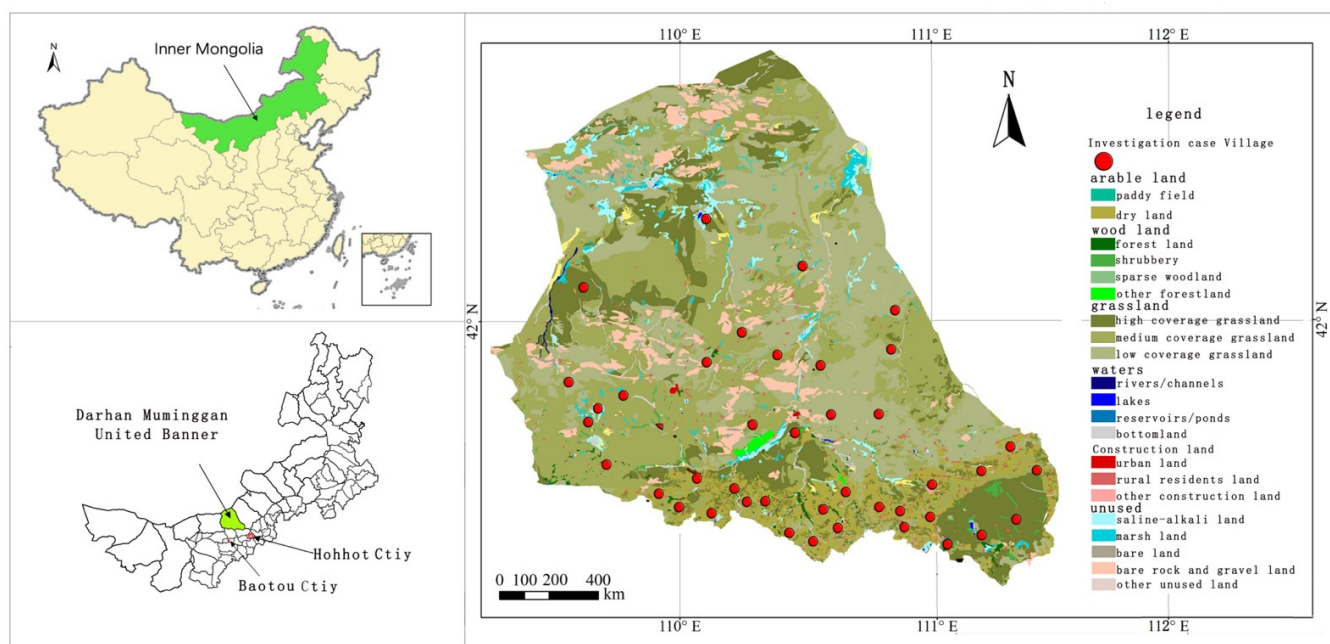 N
Inner Mongolia
Darhan Muminggan
United Banner
Hohhot Ctiy
Baotou Ctiy
110° E
111° E
112° E
42° N
42° N
N
legend
Investigation case Village
arable land
paddy field
dry land
wood land
forest land
shrubbery
sparse woodland
other forestland
grassland
high coverage grassland
medium coverage grassland
low coverage grassland
waters
rivers/channels
lakes
reservoirs/ponds
bottomland
Construction land
urban land
rural residents land
other construction land
unused
saline-alkali land
marsh land
bare land
bare rock and gravel land
other unused land
0 100 200 400
km
110° E
111° E
112° E